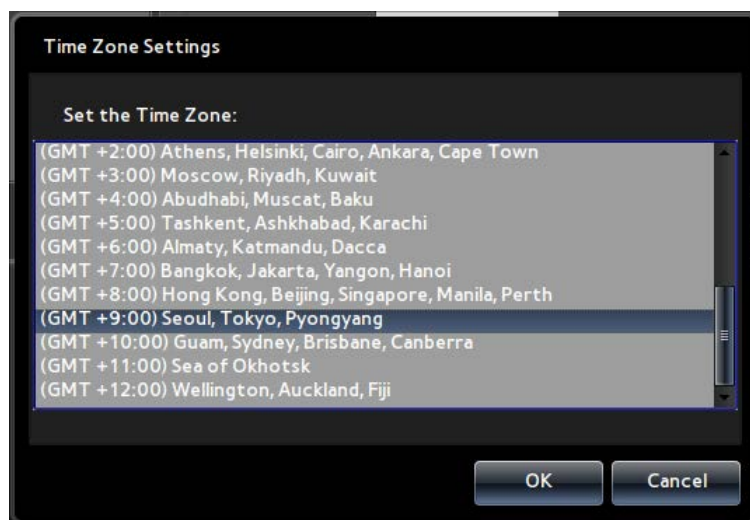 Time Zone Settings
Set the Time Zone:
(GMT +2:00) Athens, Helsinki, Cairo, Ankara, Cape Town
(GMT +3:00) Moscow, Riyadh, Kuwait
(GMT +4:00) Abudhabi, Muscat, Baku
(GMT +5:00) Tashkent, Ashkhabad, Karachi
(GMT +6:00) Almaty, Katmandu, Dacca
(GMT +7:00) Bangkok, Jakarta, Yangon, Hanoi
(GMT +8:00) Hong Kong, Beijing, Singapore, Manila, Perth
(GMT +9:00) Seoul, Tokyo, Pyongyang
(GMT +10:00) Guam, Sydney, Brisbane, Canberra
(GMT +11:00) Sea of Okhotsk
(GMT +12:00) Wellington, Auckland, Fiji
OK Cancel